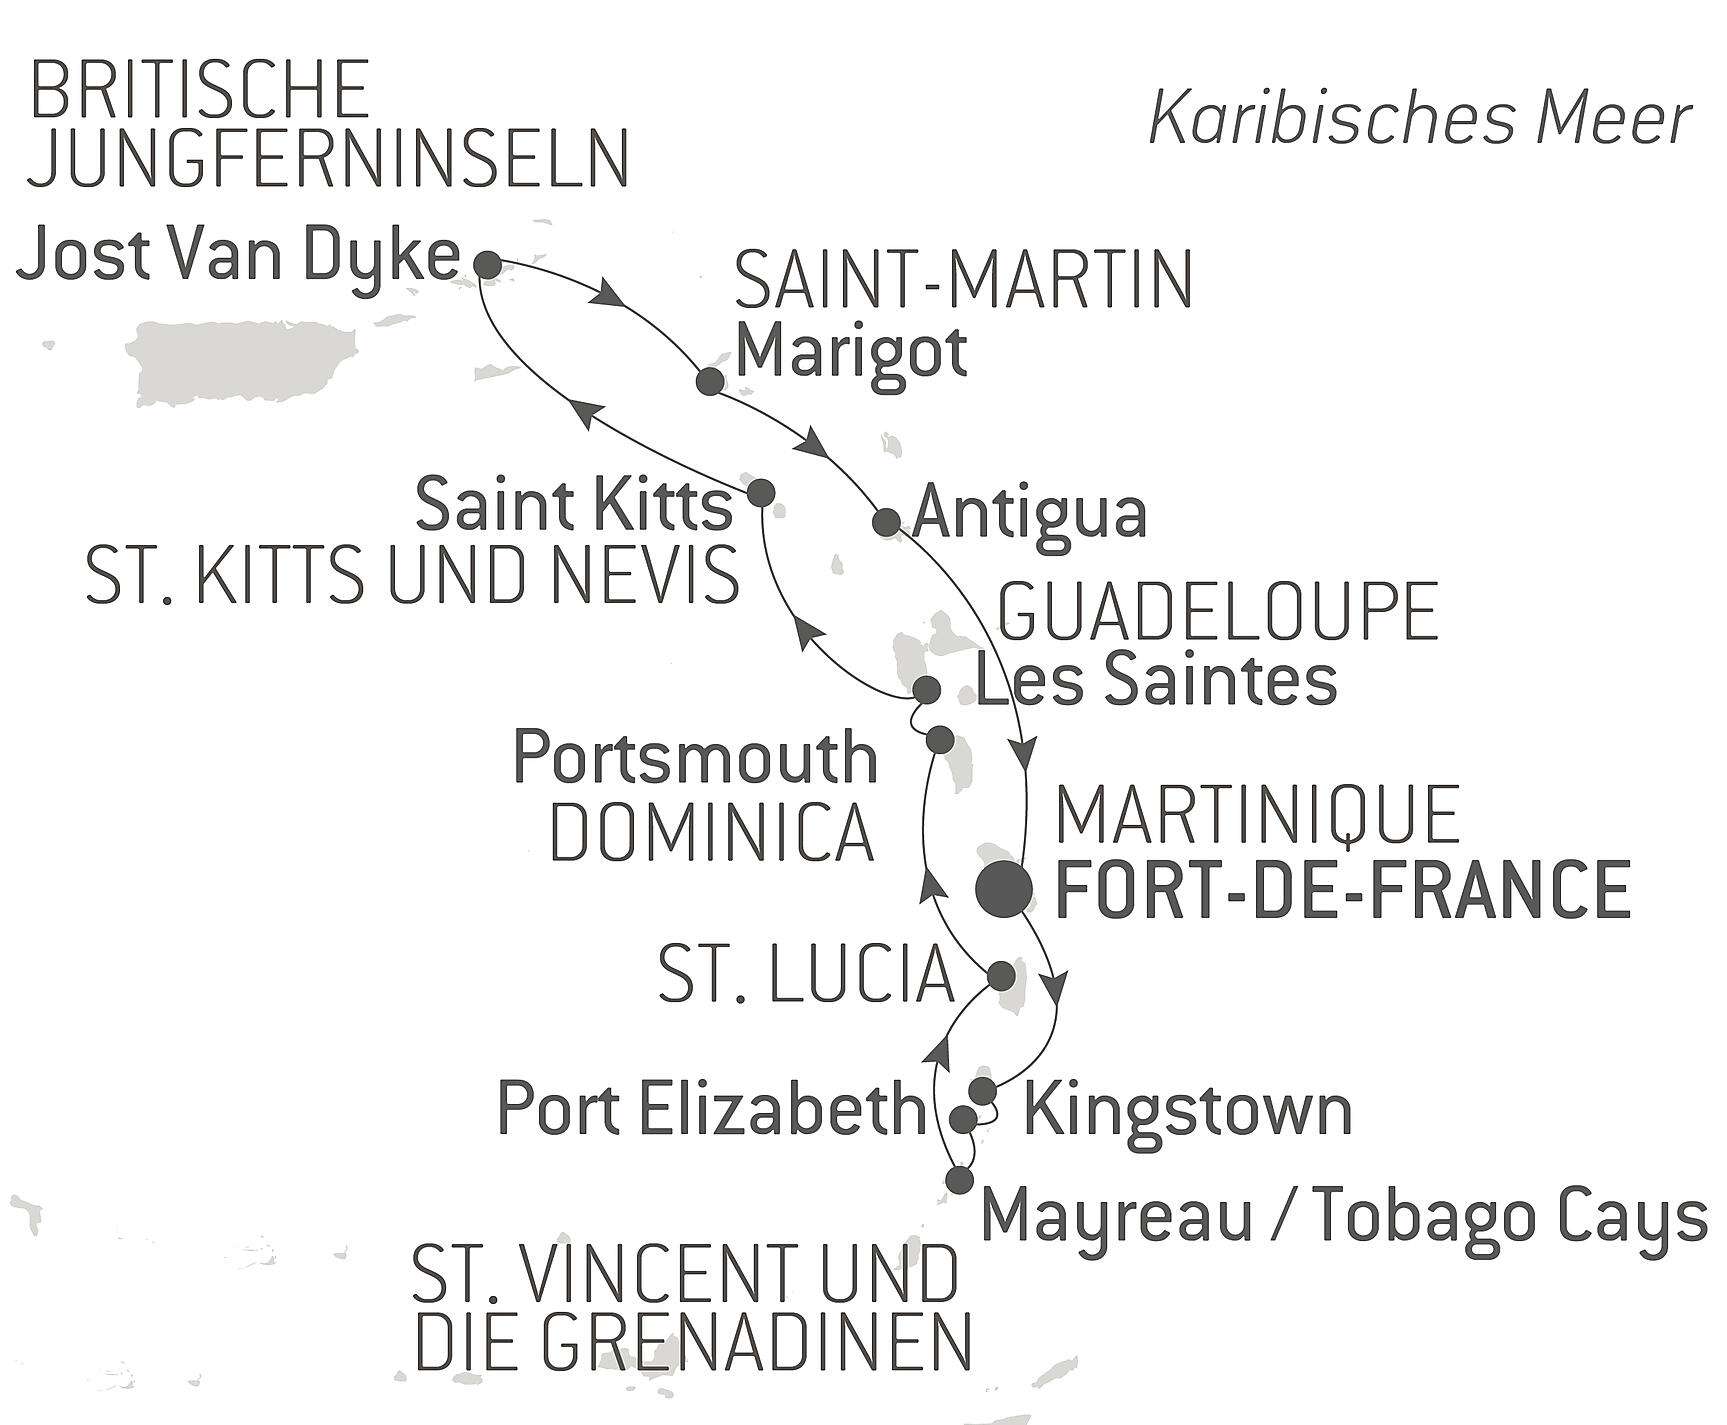 BRITISCHE
JUNGFERNINSELN
Karibisches Meer
Jost Van Dyke
SAINT-MARTIN
Marigot
Saint Kitts
ST. KITTS UND NEVIS
Antigua
GUADELOUPE
Les Saintes
Portsmouth
DOMINICA
MARTINIQUE
FORT-DE-FRANCE
ST. LUCIA
Port Elizabeth
Kingstown
Mayreau / Tobago Cays
ST. VINCENT UND
DIE GRENADINEN